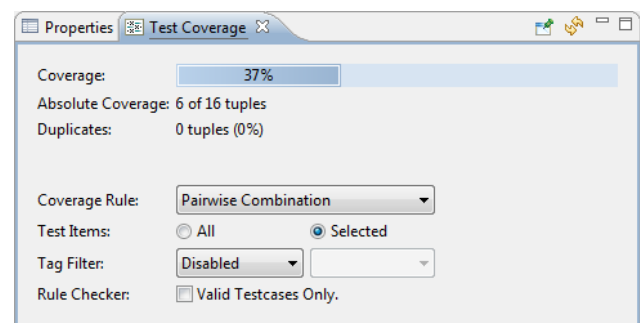 Properties Test Coverage
Coverage: 37%
Absolute Coverage: 6 of 16 tuples
Duplicates: 0 tuples (0%)
Coverage Rule: Pairwise Combination
Test Items: All Selected
Tag Filter: Disabled
Rule Checker: Valid Testcases Only.